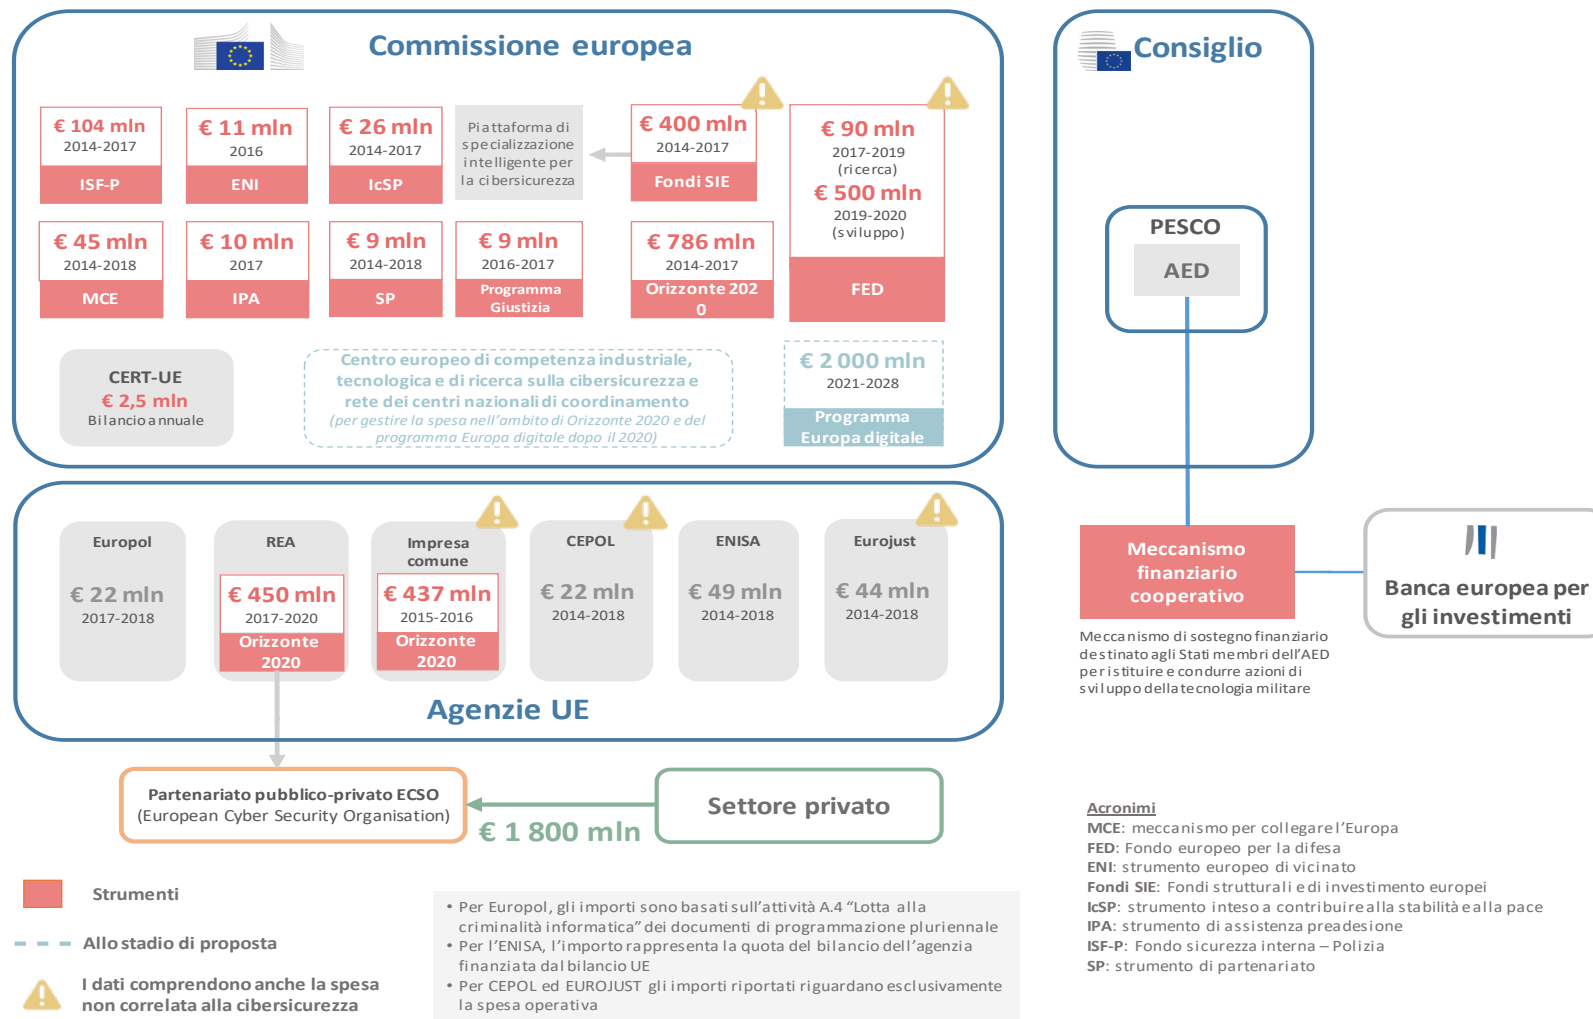 Commissione europea
€ 104 mln
2014-2017
ISF-P
€ 11 mln
2016
ENI
€ 26 mln
2014-2017
IcSP
Piattaforma di
specializzazione
intelligente per
la cibersicurezza
€ 400 mln
2014-2017
Fondi SIE
€ 90 mln
2017-2019
(ricerca)
€ 500 mln
2019-2020
(sviluppo)
FED
€ 45 mln
2014-2018
MCE
€ 10 mln
2017
IPA
€ 9 mln
2014-2018
SP
€ 9 mln
2016-2017
Programma
Giustizia
€ 786 mln
2014-2017
Orizzonte 202
0
CERT-UE
€ 2,5 mln
Bilancio annuale
Centro europeo di competenza industriale,
tecnologica e di ricerca sulla cibersicurezza e
rete dei centri nazionali di coordinamento
(per gestire la spesa nell'ambito di Orizzonte 2020 e del
programma Europa digitale dopo il 2020)
€ 2 000 mln
2021-2028
Programma
Europa digitale
Consiglio
PESCO
AED
Meccanismo
finanziario
cooperativo
Meccanismo di sostegno finanziario
destinato agli Stati membri dell'AED
per istituire e condurre azioni di
sviluppo della tecnologia militare
Banca europea per
gli investimenti
Europol
€ 22 mln
2017-2018
REA
€ 450 mln
2017-2020
Orizzonte
2020
Impresa
comune
€ 437 mln
2015-2016
Orizzonte
2020
CEPOL
€ 22 mln
2014-2018
ENISA
€ 49 mln
2014-2018
Eurojust
€ 44 mln
2014-2018
Agenzie UE
Partenariato pubblico-privato ECSO
(European Cyber Security Organisation)
€ 1 800 mln
Settore privato
Strumenti
Allo stadio di proposta
I dati comprendono anche la spesa
non correlata alla cibersicurezza
• Per Europol, gli importi sono basati sull'attività A.4 “Lotta alla
criminalità informatica” dei documenti di programmazione pluriennale
• Per l'ENISA, l'importo rappresenta la quota del bilancio dell'agenzia
finanziata dal bilancio UE
• Per CEPOL ed EUROJUST gli importi riportati riguardano esclusivamente
la spesa operativa
Acronimi
MCE: meccanismo per collegare l'Europa
FED: Fondo europeo per la difesa
ENI: strumento europeo di vicinato
Fondi SIE: Fondi strutturali e di investimento europei
IcSP: strumento inteso a contribuire alla stabilità e alla pace
IPA: strumento di assistenza preadesione
ISF-P: Fondo sicurezza interna – Polizia
SP: strumento di partenariato